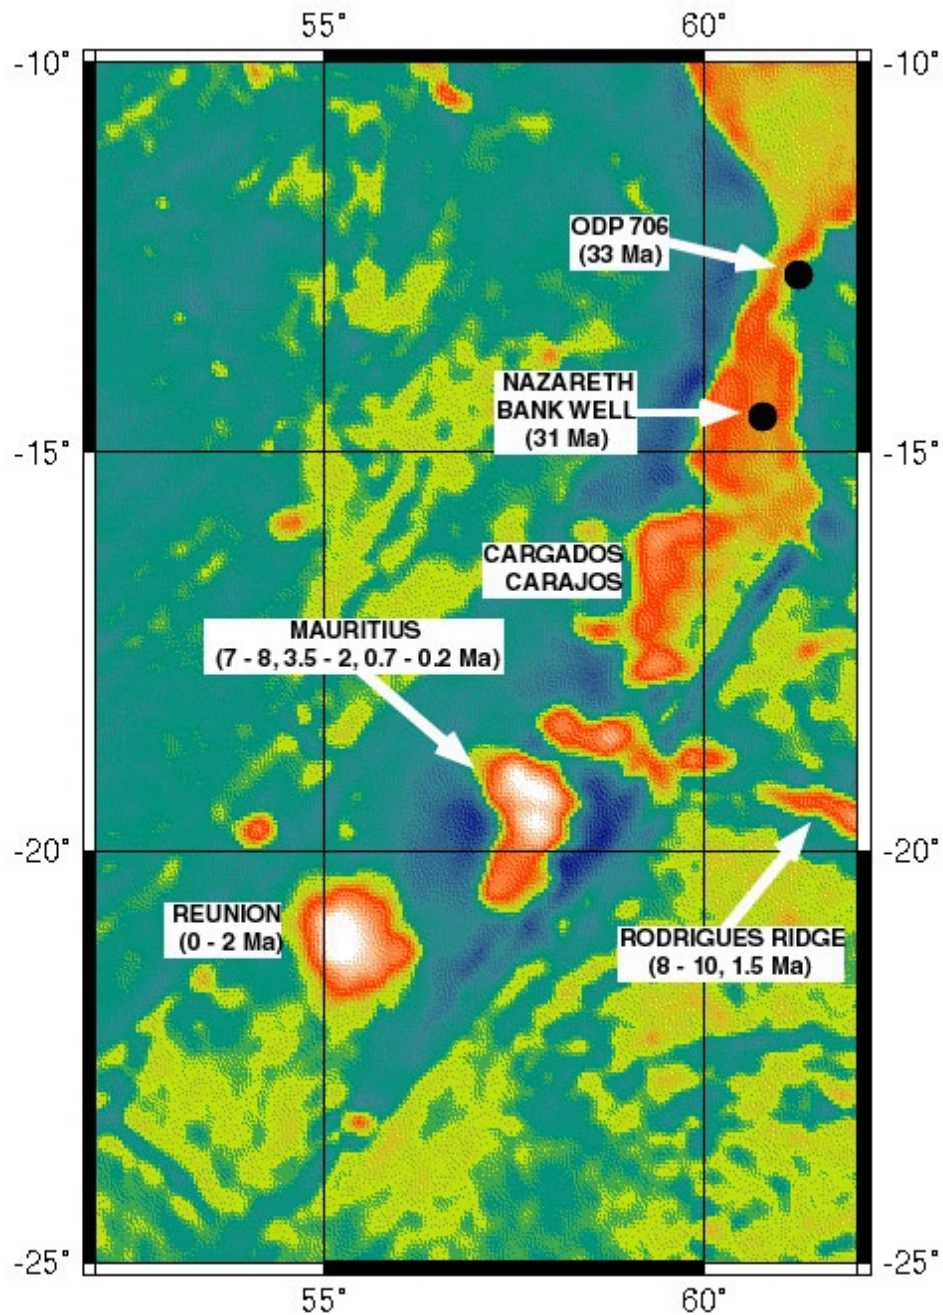 55° 60°
-10° -10°
ODP 706
(33 Ma)
NAZARETH
BANK WELL
(31 Ma)
-15° -15°
CARGADOS
CARAJOS
MAURITIUS
(7 - 8, 3.5 - 2, 0.7 - 0.2 Ma)
-20° -20°
REUNION
(0 - 2 Ma)
RODRIGUES RIDGE
(8 - 10, 1.5 Ma)
-25° -25°
55° 60°